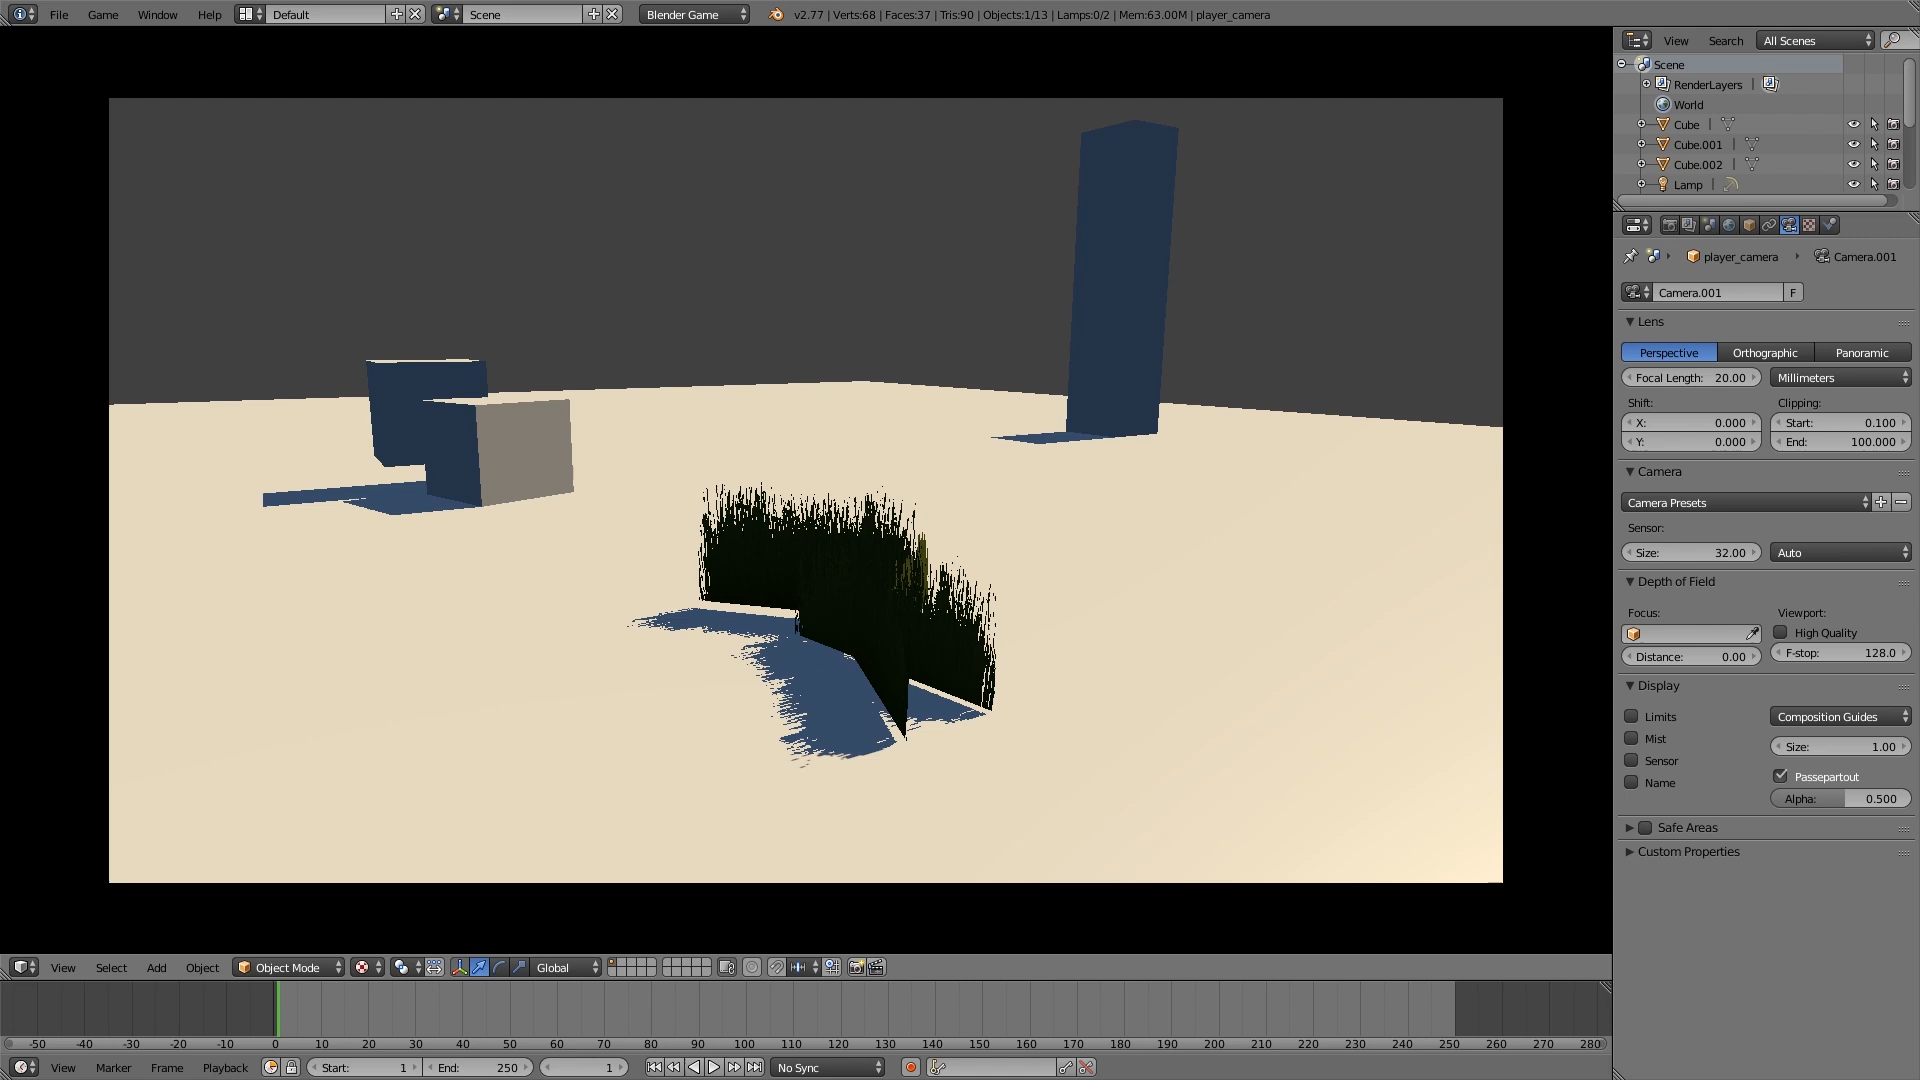 File Game Window Help Default Scene Blender Game v2.77 | Verts:68 | Faces:37 | Tris:90 | Objects:1/13 | Lamps:0/2 | Mem:63.00M | player_camera
View Search All Scenes
Scene
RenderLayers
World
Cube
Cube.001
Cube.002
Lamp
player_camera Camera.001
Camera.001 F
Lens
Perspective Orthographic Panoramic
Focal Length: 20.00 Millimeters
Shift: Clipping:
X: 0.000 Start: 0.100
Y: 0.000 End: 100.000
Camera
Camera Presets
Sensor:
Size: 32.00 Auto
Depth of Field
Focus: Viewport:
High Quality
Distance: 0.00 F-stop: 128.0
Display
Limits Composition Guides
Mist Size: 1.00
Sensor Passepartout
Name Alpha: 0.500
Safe Areas
Custom Properties
View Select Add Object Object Mode Global
-50 -40 -30 -20 -10 0 10 20 30 40 50 60 70 80 90 100 110 120 130 140 150 160 170 180 190 200 210 220 230 240 250 260 270 280
View Marker Frame Playback Start: 1 End: 250 1 No Sync